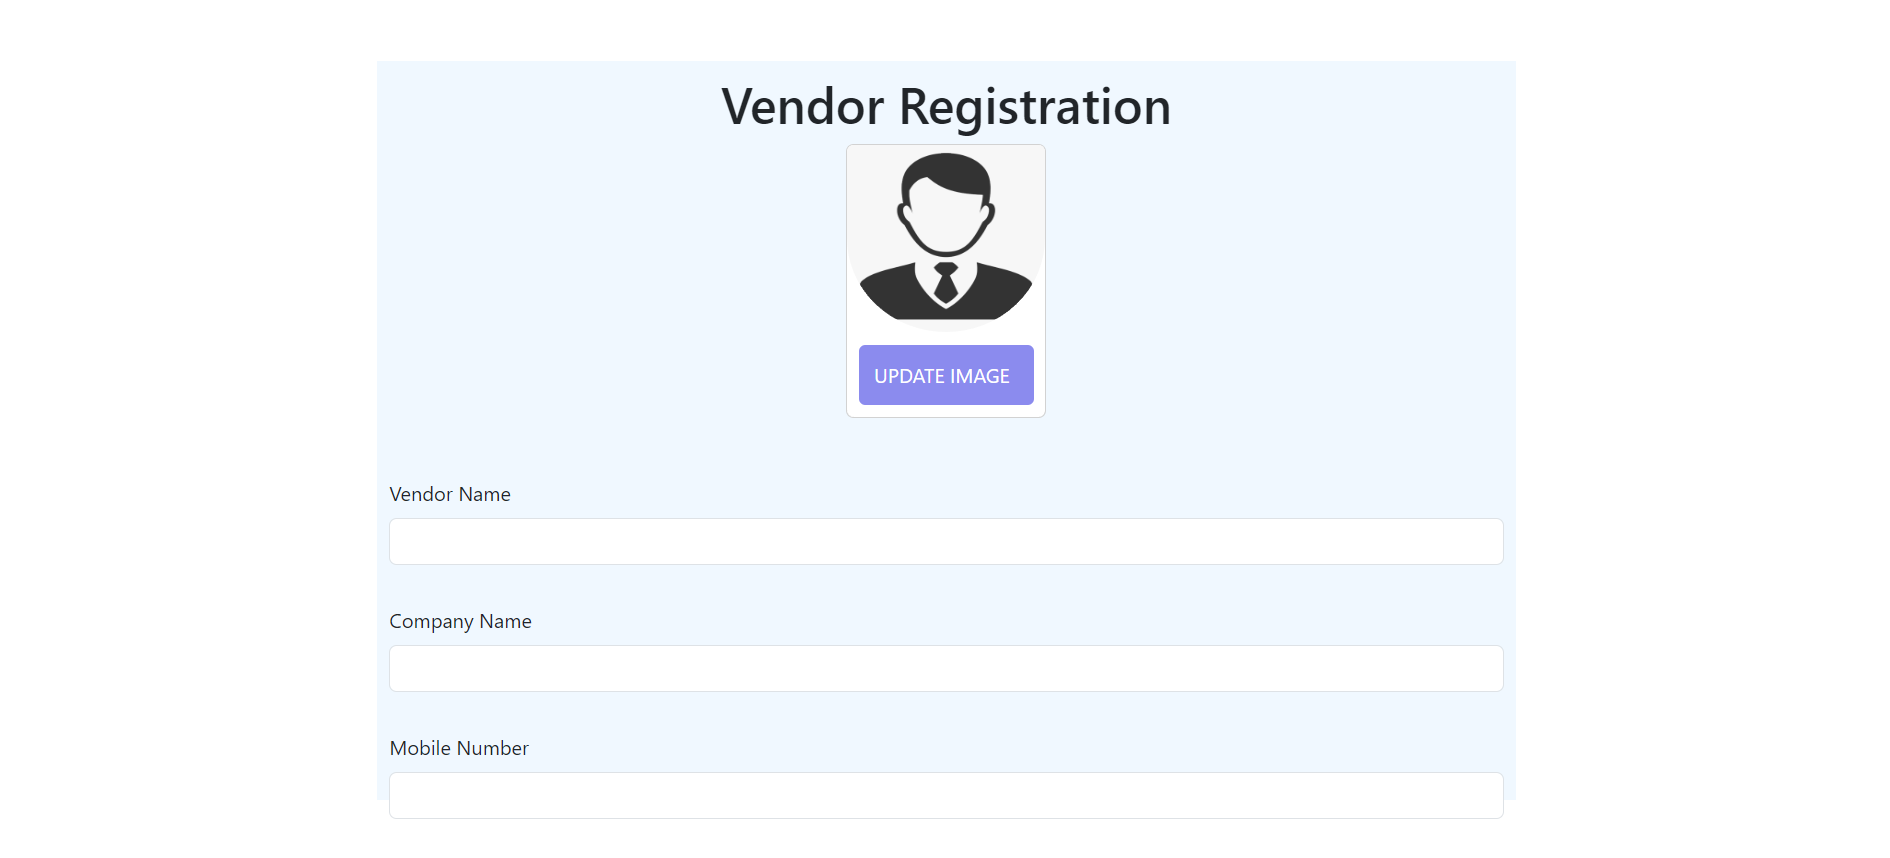 Vendor Registration
UPDATE IMAGE
Vendor Name
Company Name
Mobile Number